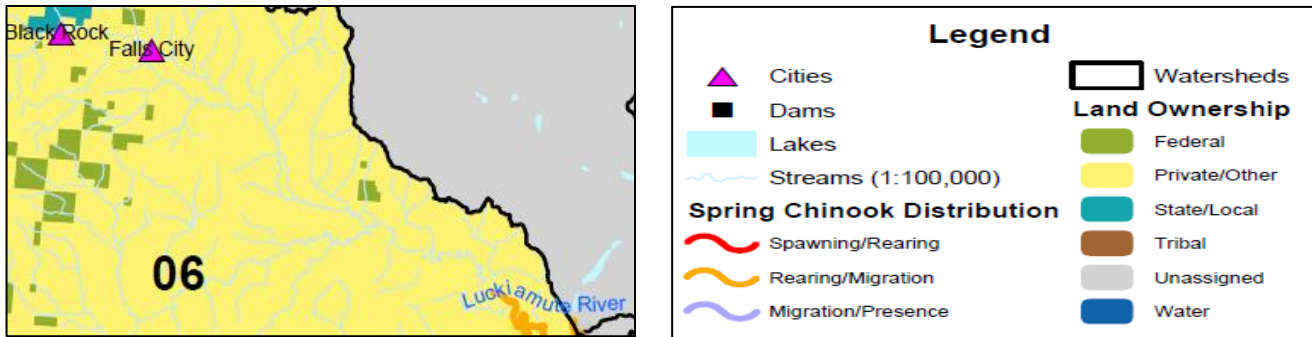 Black Rock
Falls City
06
Luckiamute River
Legend
Cities
Dams
Lakes
Streams (1:100,000)
Spring Chinook Distribution
Spawning/Rearing
Rearing/Migration
Migration/Presence
Watersheds
Land Ownership
Federal
Private/Other
State/Local
Tribal
Unassigned
Water